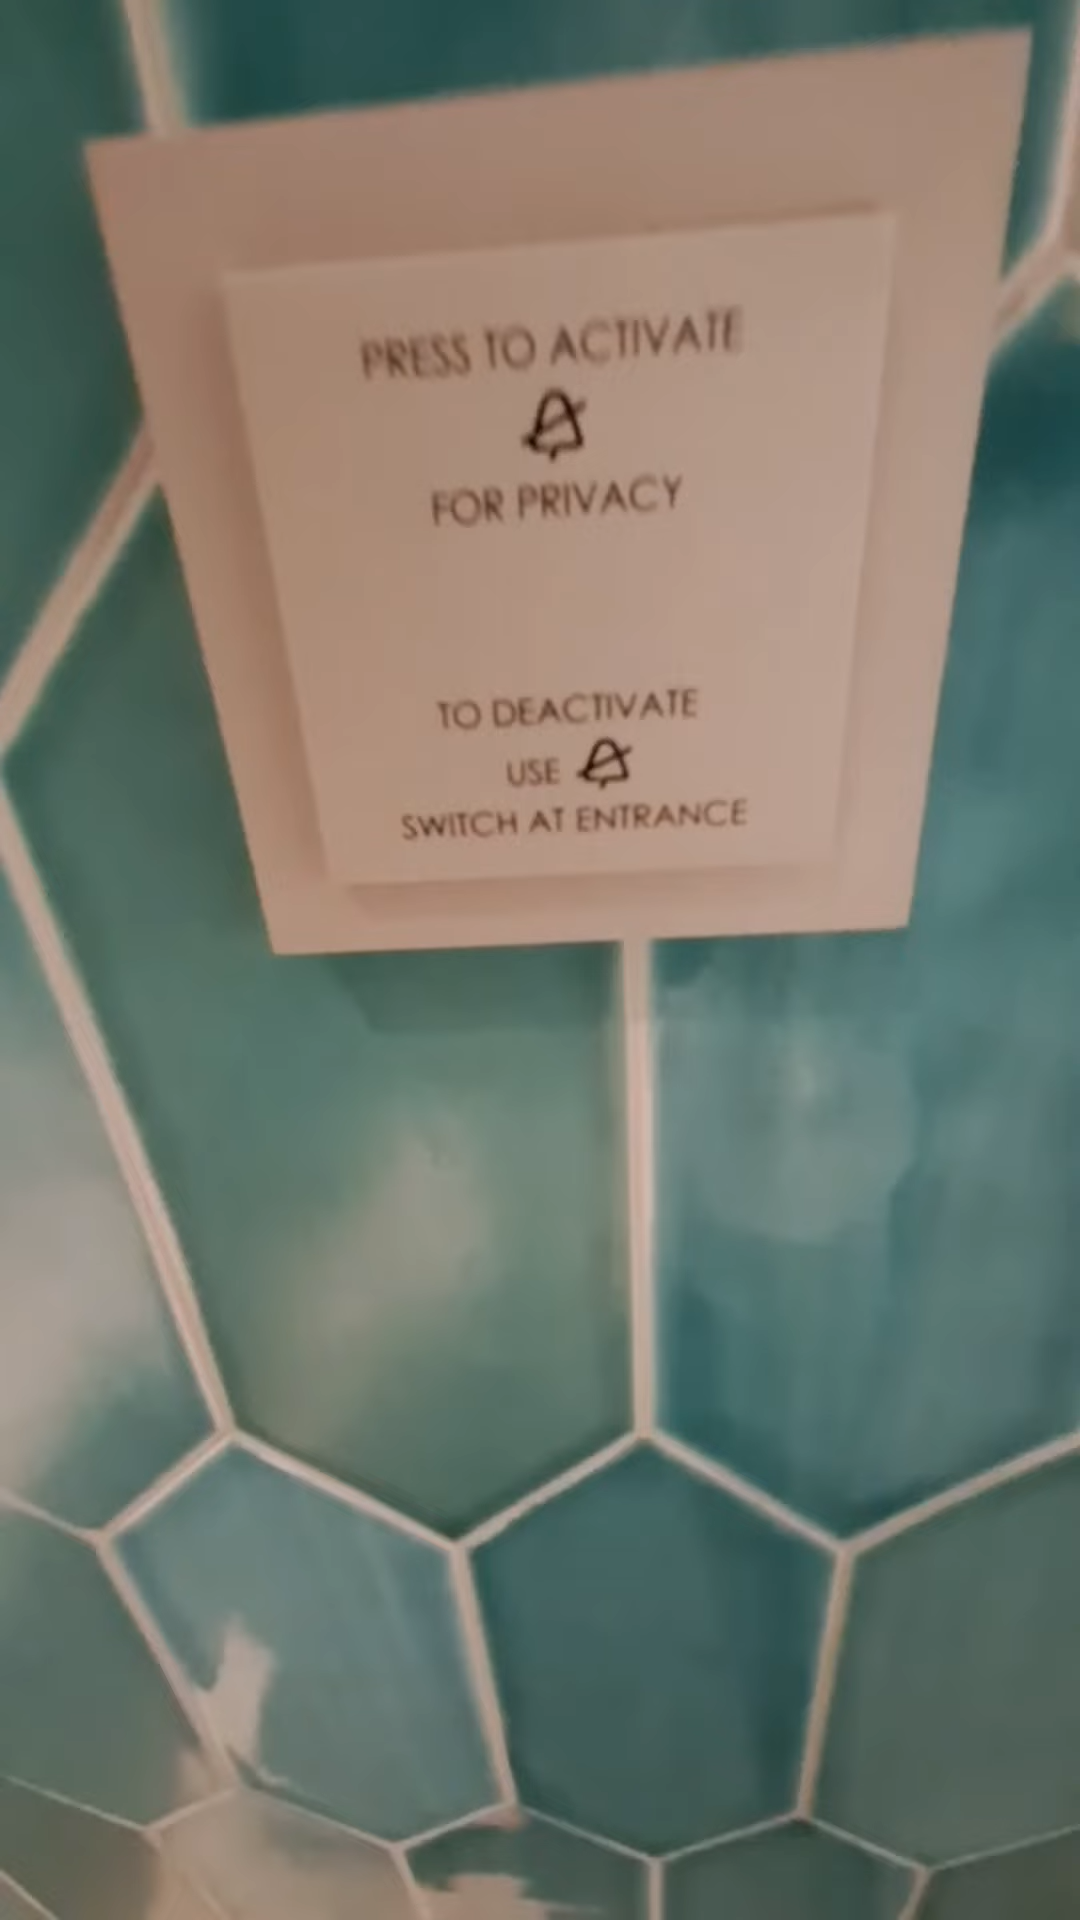 PRESS TO ACTIVATE
FOR PRIVACY
TO DEACTIVATE
USE
SWITCH AT ENTRANCE